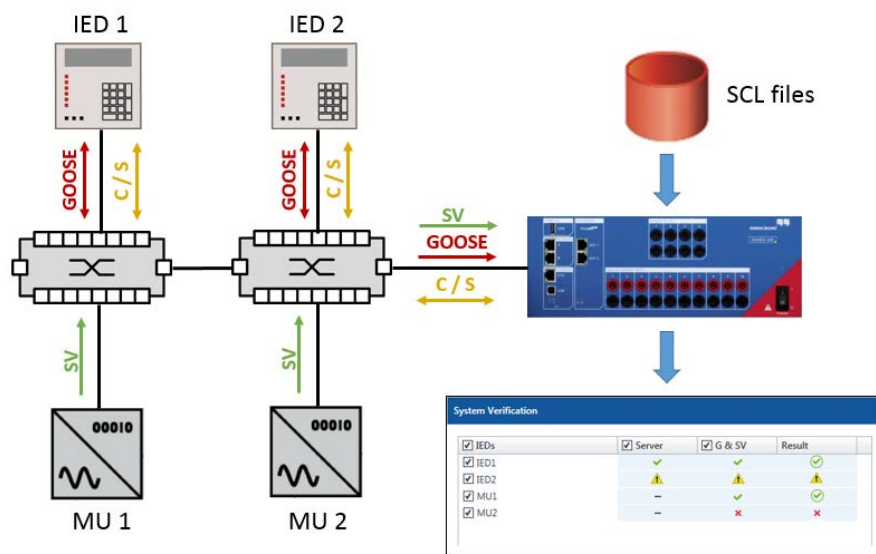 IED 1
IED 2
SCL files
GOOSE
C / S
GOOSE
C / S
SV
GOOSE
C / S
SV
SV
00010
00010
MU 1
MU 2
System Verification
IEDs Server G & SV Result
IED1
IED2
MU1
MU2